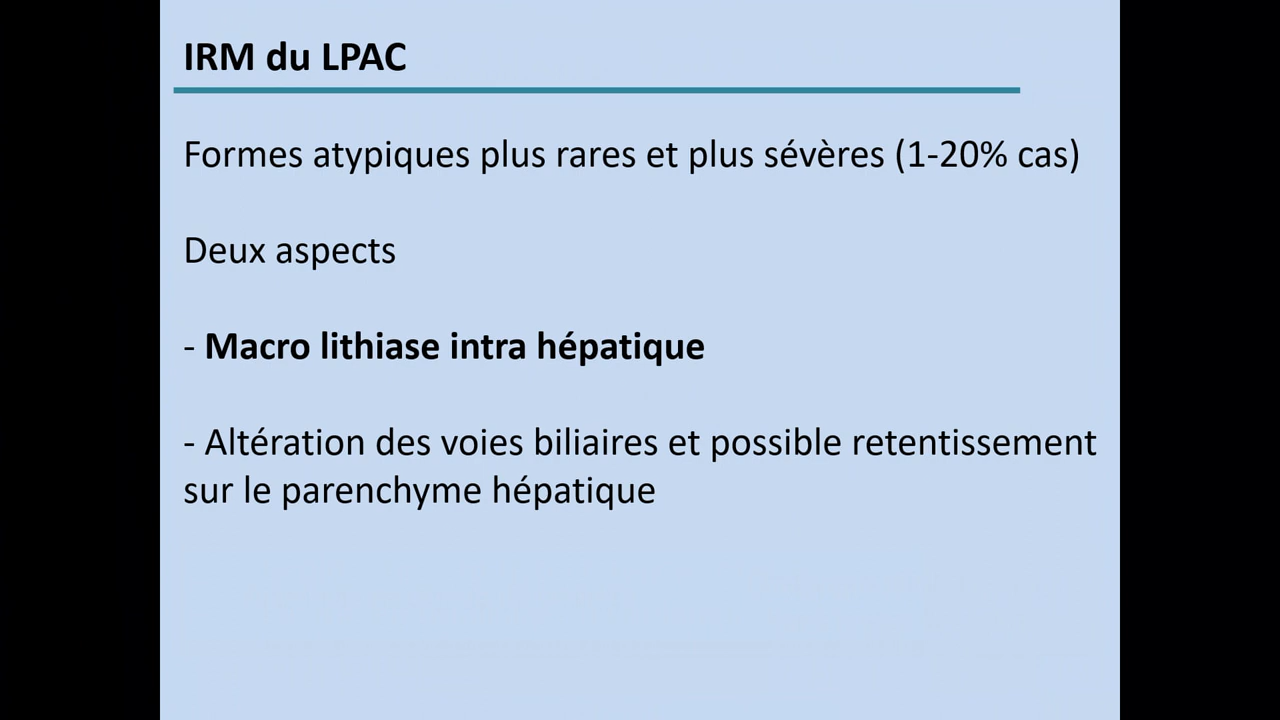 IRM du LPAC
Formes atypiques plus rares et plus sévères (1-20% cas)
Deux aspects
- Macro lithiase intra hépatique
- Altération des voies biliaires et possible retentissement
sur le parenchyme hépatique